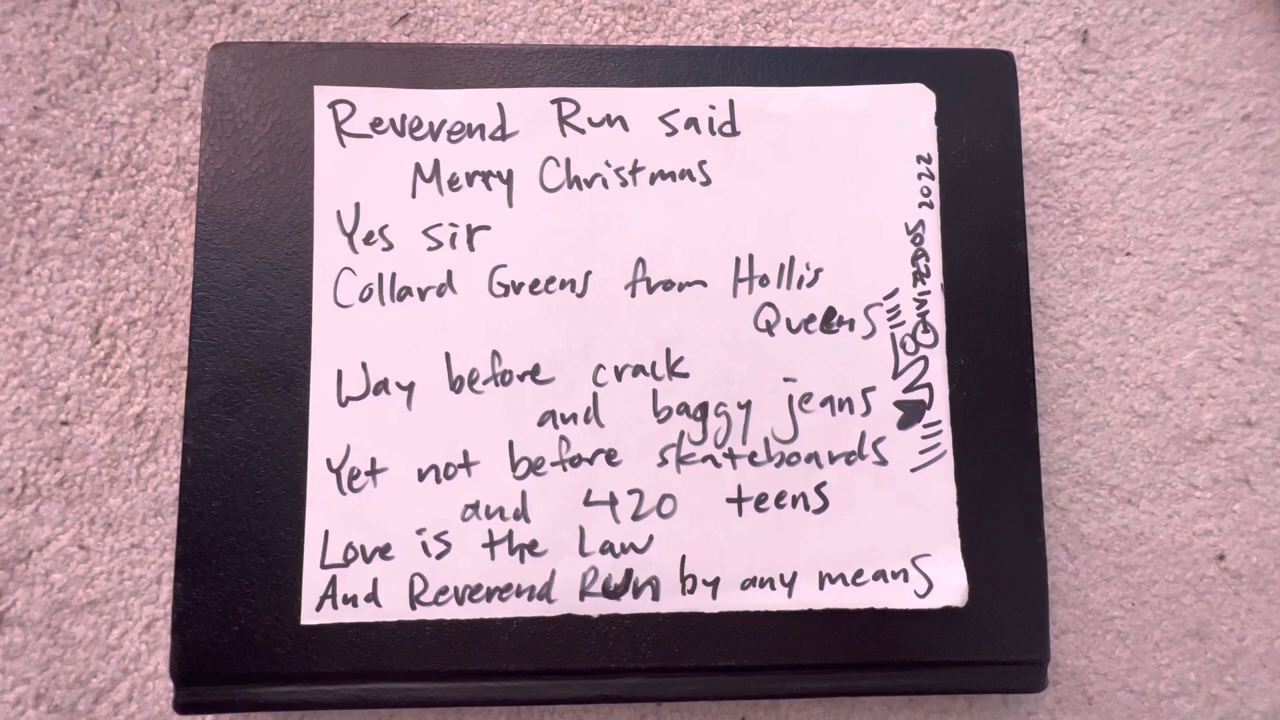 Reverend Run said
Merry Christmas
Yes sir
Collard Greens from Hollis
Queens
Way before crack
and baggy jeans
Yet not before skateboards
and 420 teens
Love is the Law
And Reverend Run by any means
2022